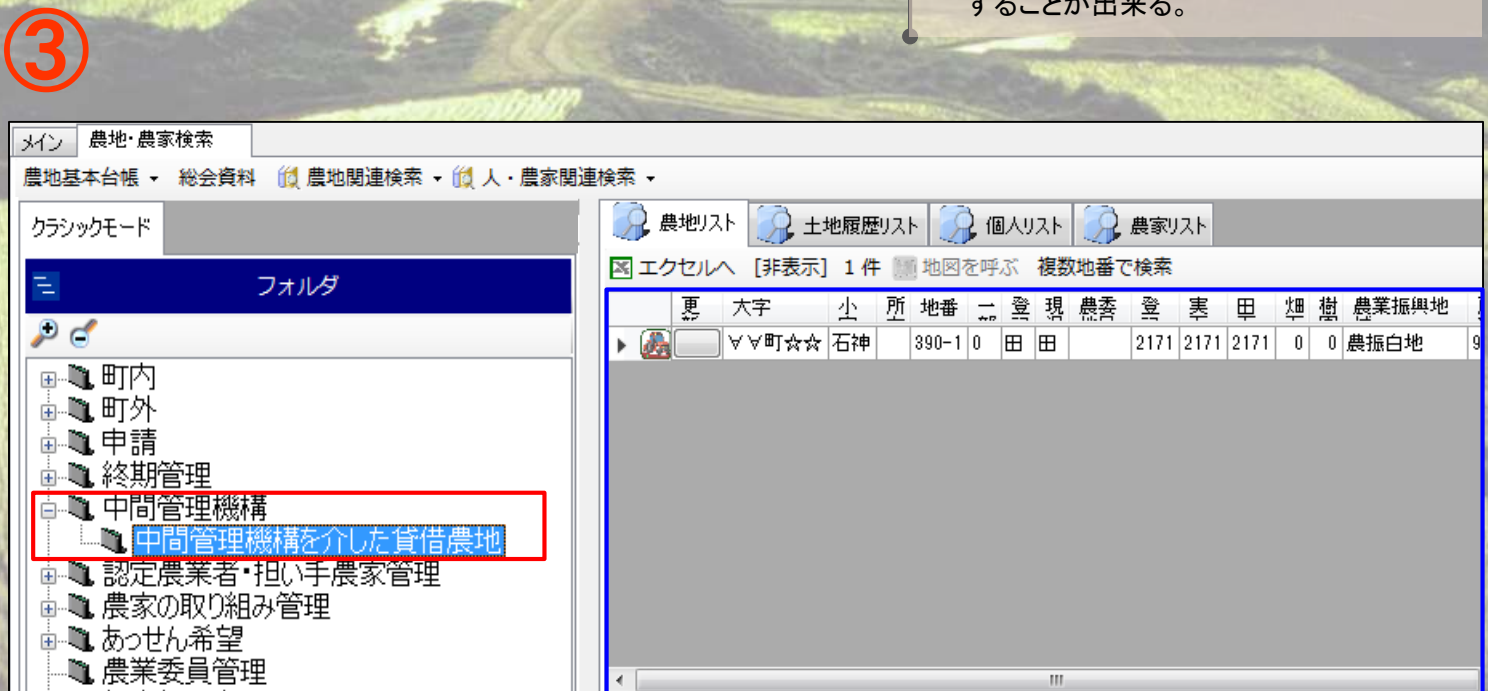 することが出来る。
③
メイン 農地・農家検索
農地基本台帳 総会資料 農地関連検索 人・農家関連検索
クラシックモード
フォルダ
町内
町外
申請
終期管理
中間管理機構
中間管理機構を介した貸借農地
認定農業者・担い手農家管理
農家の取り組み管理
あっせん希望
農業委員管理
農地リスト 土地履歴リスト 個人リスト 農家リスト
エクセルへ [非表示] 1 件 地図を呼ぶ 複数地番で検索
大字 小 所 地番 一 登 現 農委 登 実 田 畑 樹 農業振興地
∀∀町☆☆ 石神 390-1 0 田 田 2171 2171 2171 0 0 農振白地 9